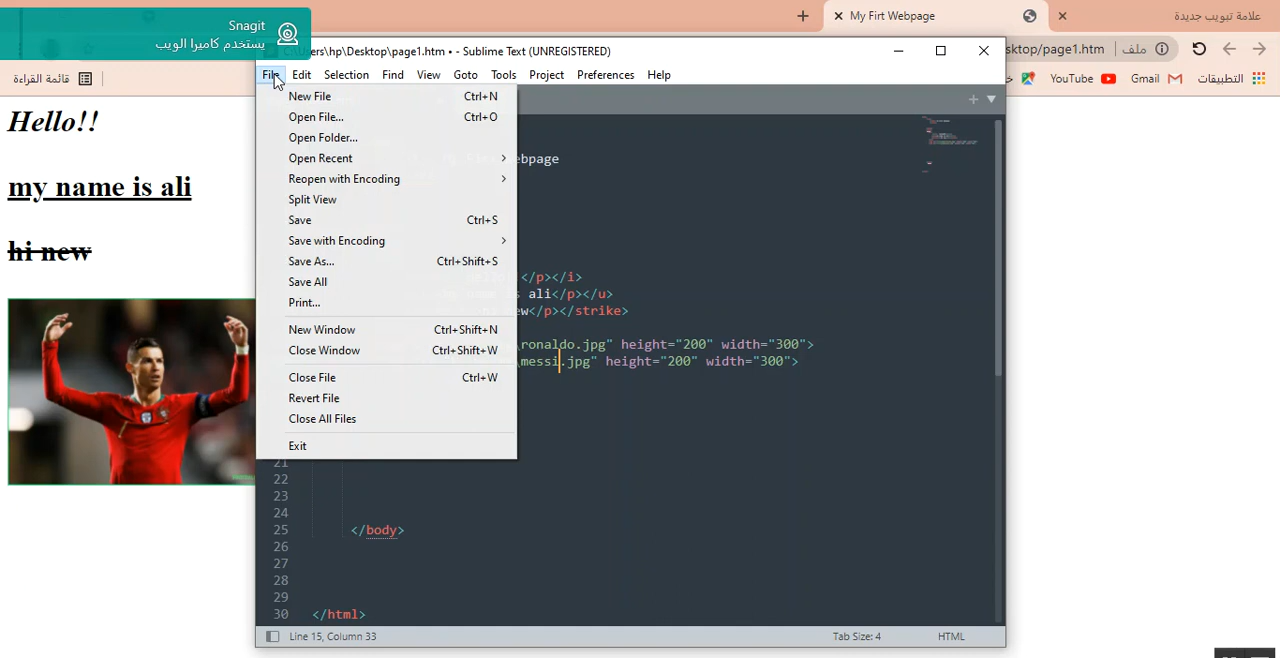 Snagit
يستخدم كاميرا الويب
My Firt Webpage
علامة تبويب جديدة
ktop/page1.htm
ملف
قائمة القراءة
YouTube
Gmail
التطبيقات
Hello!!
my name is ali
hi new
\Users\hp\Desktop\page1.htm • - Sublime Text (UNREGISTERED)
File Edit Selection Find View Goto Tools Project Preferences Help
New File Ctrl+N
Open File... Ctrl+O
Open Folder...
Open Recent
Reopen with Encoding
Split View
Save Ctrl+S
Save with Encoding
Save As... Ctrl+Shift+S
Save All
Print...
New Window Ctrl+Shift+N
Close Window Ctrl+Shift+W
Close File Ctrl+W
Revert File
Close All Files
Exit
ebpage
</p></i>
s ali</p></u>
ew</p></strike>
\ronaldo.jpg" height="200" width="300">
\messi.jpg" height="200" width="300">
21
22
23
24
25 </body>
26
27
28
29
30 </html>
Line 15, Column 33
Tab Size: 4
HTML